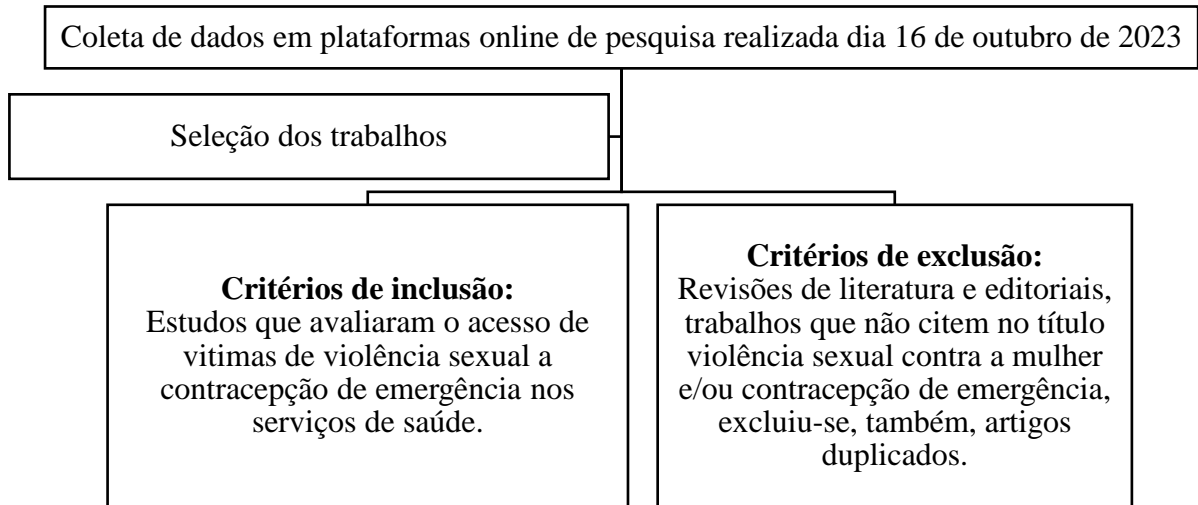 Coleta de dados em plataformas online de pesquisa realizada dia 16 de outubro de 2023
Seleção dos trabalhos
Critérios de inclusão:
Estudos que avaliaram o acesso de
vitimas de violência sexual a
contracepção de emergência nos
serviços de saúde.
Critérios de exclusão:
Revisões de literatura e editoriais,
trabalhos que não citem no título
violência sexual contra a mulher
e/ou contracepção de emergência,
excluiu-se, também, artigos
duplicados.